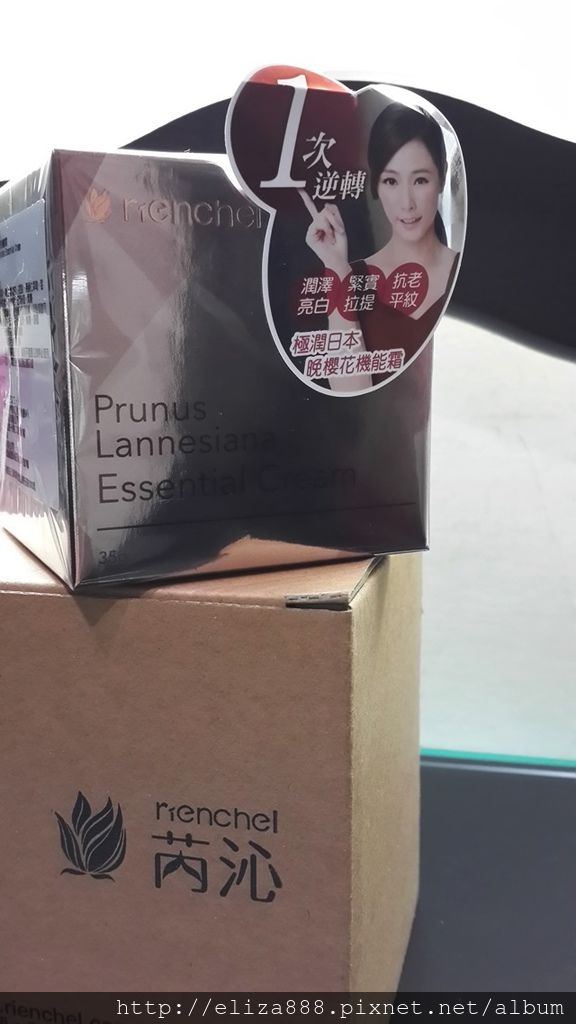 1次
逆轉
潤澤
亮白
緊實
拉提
抗老
平紋
極潤日本
晚櫻花機能霜
rienchel
Prunus
Lannesiana
Essential Cream
rienchel
芮沁
http://eliza888.pixnet.net/album